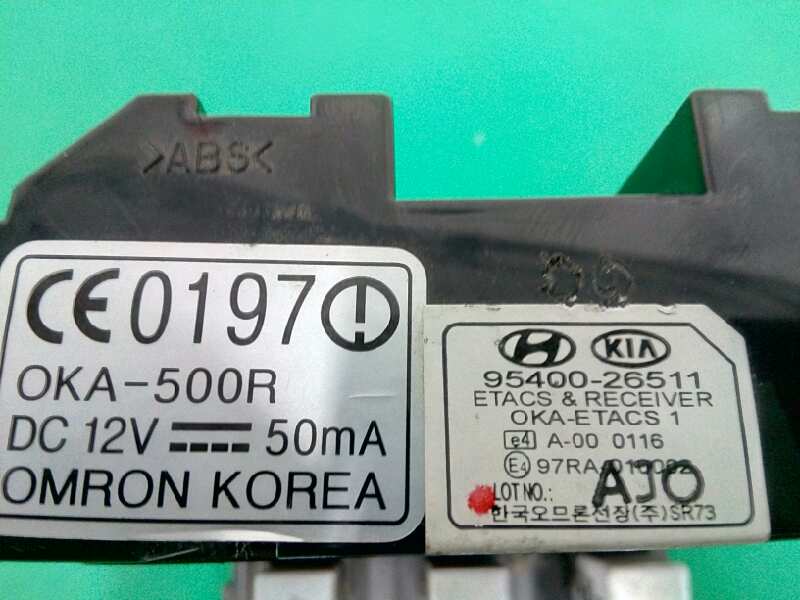 >ABS<
CE0197
OKA-500R
DC 12V 50mA
OMRON KOREA
KIA
95400-26511
ETACS & RECEIVER
OKA-ETACS 1
e4 A-00 0116
E4
LOT NO.: AJO
한국오므론전장(주) SR73